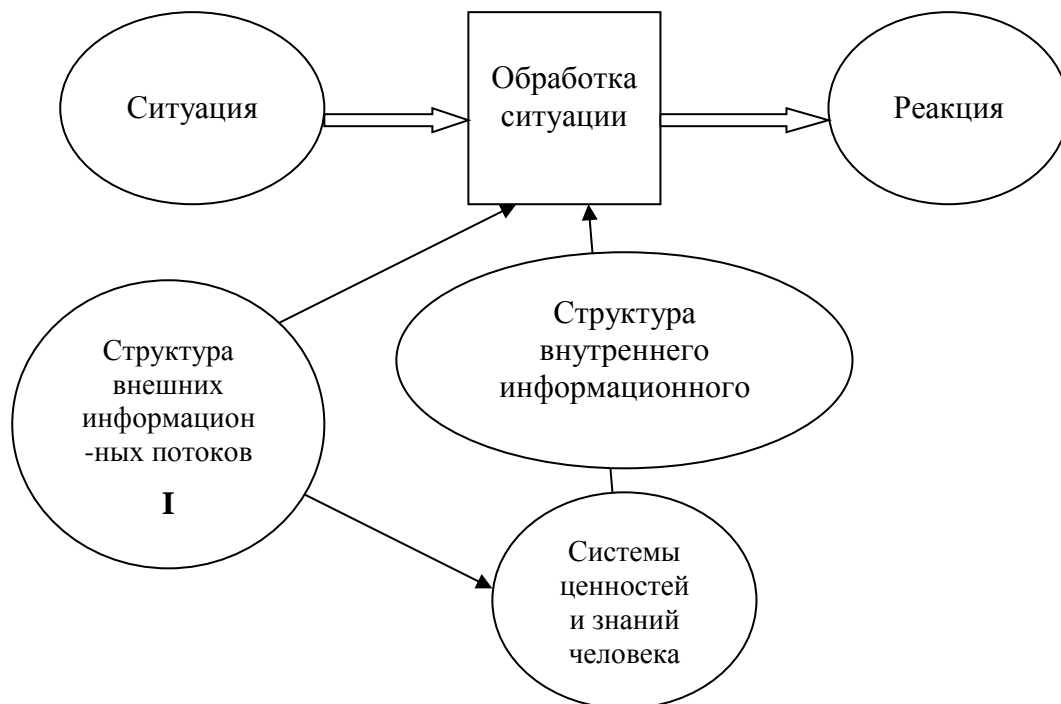 Ситуация
Обработка
ситуации
Реакция
Структура
внешних
информацион
-ных потоков
I
Структура
внутреннего
информационного
Системы
ценностей
и знаний
человека